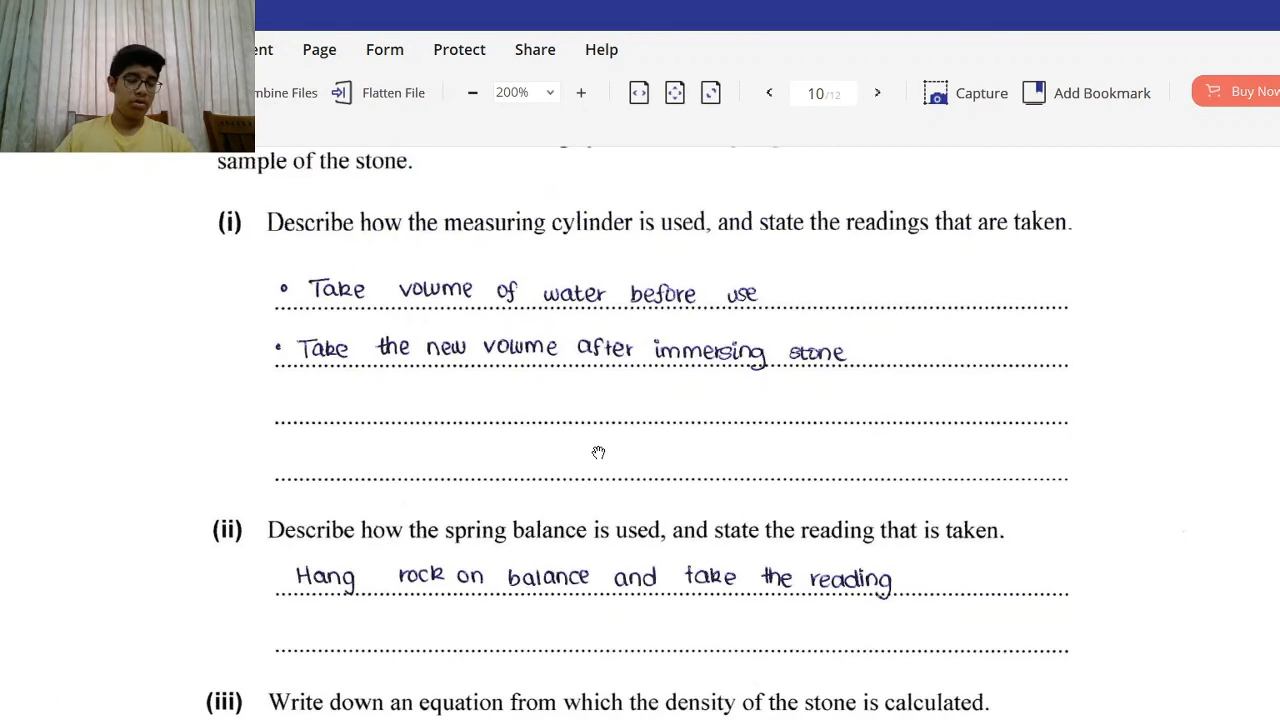 ent Page Form Protect Share Help
mbine Files Flatten File 200% 10/12 Capture Add Bookmark Buy Now
sample of the stone.
(i) Describe how the measuring cylinder is used, and state the readings that are taken.
• Take volume of water before use
• Take the new volume after immersing stone
(ii) Describe how the spring balance is used, and state the reading that is taken.
Hang rock on balance and take the reading
(iii) Write down an equation from which the density of the stone is calculated.